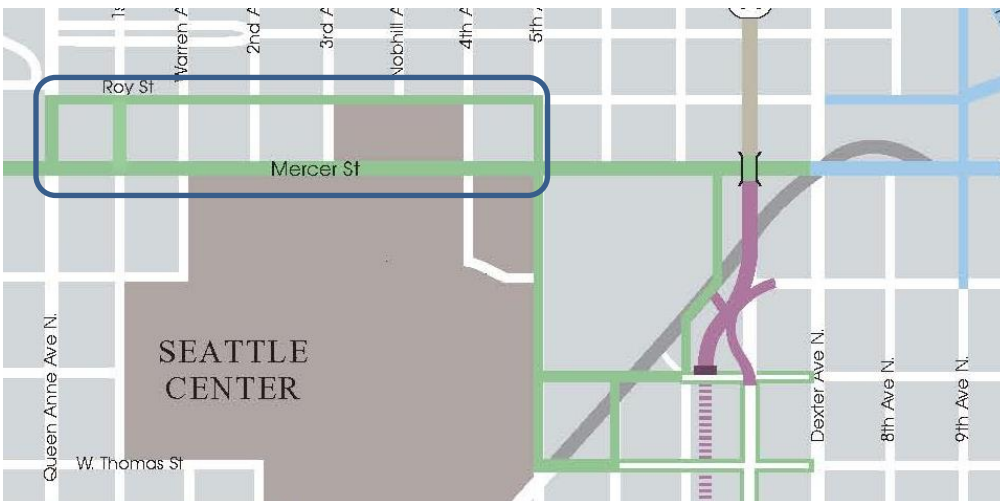 Warren A
2nd A
3rd A
Nobhill A
4th A
5th A
Roy St
Mercer St
SEATTLE
CENTER
Queen Anne Ave N.
W. Thomas St
Dexter Ave N.
8th Ave N.
9th Ave N.